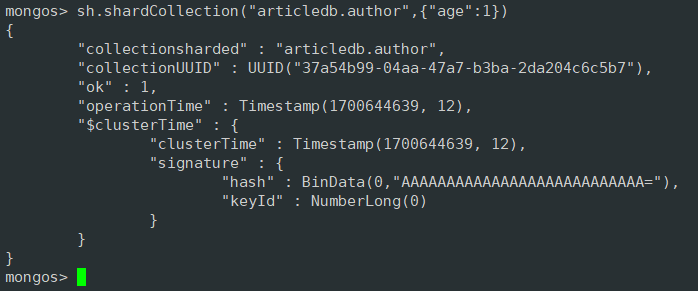 mongos> sh.shardCollection("articledb.author",{"age":1})
{
        "collectionsharded" : "articledb.author",
        "collectionUUID" : UUID("37a54b99-04aa-47a7-b3ba-2da204c6c5b7"),
        "ok" : 1,
        "operationTime" : Timestamp(1700644639, 12),
        "$clusterTime" : {
                "clusterTime" : Timestamp(1700644639, 12),
                "signature" : {
                        "hash" : BinData(0,"AAAAAAAAAAAAAAAAAAAAAAAAAAA="),
                        "keyId" : NumberLong(0)
                }
        }
}
mongos>